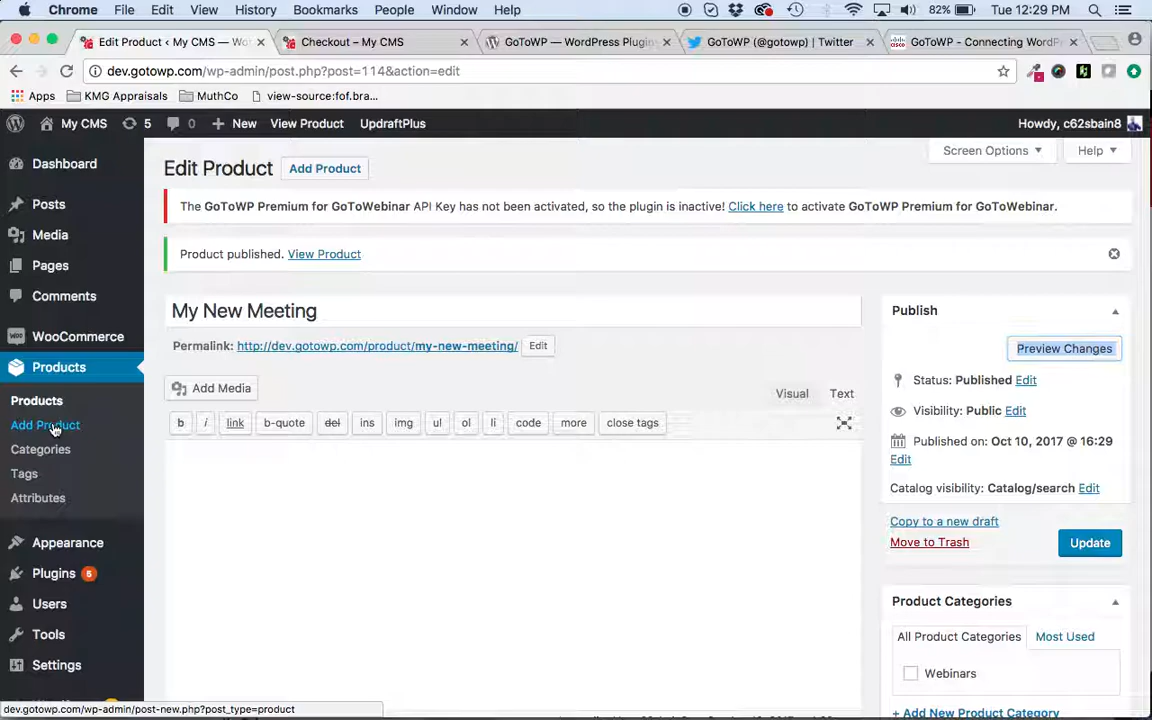 Chrome File Edit View History Bookmarks People Window Help 82% Tue 12:29 PM
Edit Product ‹ My CMS — Wo Checkout – My CMS GoToWP — WordPress Plugin GoToWP (@gotowp) | Twitter GoToWP - Connecting WordP
dev.gotowp.com/wp-admin/post.php?post=114&action=edit
Apps KMG Appraisals MuthCo view-source:fof.bra...
My CMS 5 0 New View Product UpdraftPlus Howdy, c62sbain8
Screen Options Help
Dashboard
Posts
Media
Pages
Comments
WooCommerce
Products
Products
Add Product
Categories
Tags
Attributes
Appearance
Plugins 6
Users
Tools
Settings
Edit Product Add Product
The GoToWP Premium for GoToWebinar API Key has not been activated, so the plugin is inactive! Click here to activate GoToWP Premium for GoToWebinar.
Product published. View Product
My New Meeting
Permalink: http://dev.gotowp.com/product/my-new-meeting/ Edit
Add Media Visual Text
b i link b-quote del ins img ul ol li code more close tags
Publish
Preview Changes
Status: Published Edit
Visibility: Public Edit
Published on: Oct 10, 2017 @ 16:29
Edit
Catalog visibility: Catalog/search Edit
Copy to a new draft
Move to Trash Update
Product Categories
All Product Categories Most Used
Webinars
+ Add New Product Category
dev.gotowp.com/wp-admin/post-new.php?post_type=product